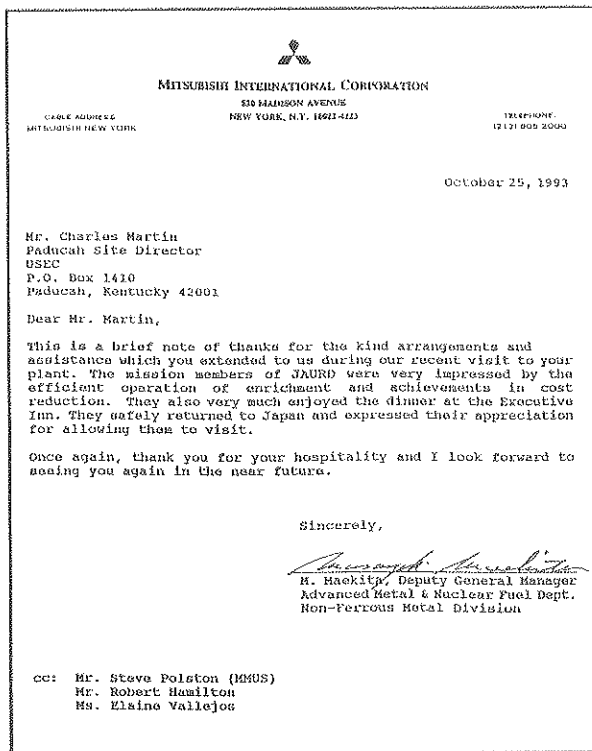 MITSUBISHI INTERNATIONAL CORPORATION
520 MADISON AVENUE
NEW YORK, N.Y. 10022-4223
CABLE ADDRESS
MITSUBISHI NEW YORK
TELEPHONE:
(212) 605 2000
October 25, 1993
Mr. Charles Martin
Paducah Site Director
USEC
P.O. Box 1410
Paducah, Kentucky 42001
Dear Mr. Martin,
This is a brief note of thanks for the kind arrangements and
assistance which you extended to us during our recent visit to your
plant. The mission members of JAURD were very impressed by the
efficient operation of enrichment and achievements in cost
reduction. They also very much enjoyed the dinner at the Executive
Inn. They safely returned to Japan and expressed their appreciation
for allowing them to visit.
Once again, thank you for your hospitality and I look forward to
seeing you again in the near future.
Sincerely,
M. Maekita, Deputy General Manager
Advanced Metal & Nuclear Fuel Dept.
Non-Ferrous Metal Division
cc: Mr. Steve Polston (MMUS)
Mr. Robert Hamilton
Ms. Elaine Vallejos